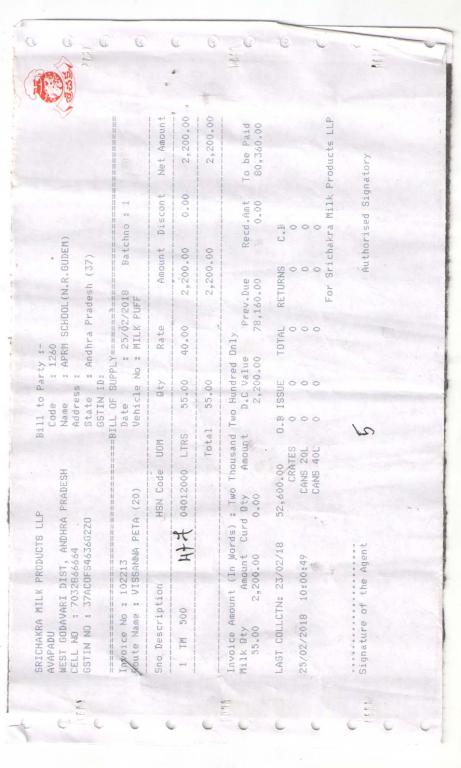 SRICHAKRA MILK PRODUCTS LLP
AVAPADU
WEST GODAVARI DIST, ANDHRA PRADESH
CELL NO : 7032866664
GSTIN NO : 37ACOFS4636G2ZO
Bill to Party :-
Code : 1260
Name : APRM SCHOOL(N.R.GUDEM)
Address :
State : Andhra Pradesh (37)
GSTIN ID:
BILL OF SUPPLY
Invoice No : 102213 Date : 25/02/2018 Batchno : 1
Route Name : VISSANNA PETA (20) Vehicle No : MILK PUFF
Sno Description HSN Code UOM Qty Rate Amount Discont Net Amount
1 TM 500 04012000 LTRS 55.00 40.00 2,200.00 0.00 2,200.00
Total 55.00 2,200.00 2,200.00
Invoice Amount (In Words) : Two Thousand Two Hundred Only
Milk Qty Amount Curd Qty Amount D.C Value Prev.Due Recd.Amt To be Paid
55.00 2,200.00 0.00 2,200.00 78,160.00 0.00 80,360.00
LAST COLLCTN: 23/02/18 52,600.00 O.B ISSUE TOTAL RETURNS C.B
CRATES 0 0 0 0
25/02/2018 10:00:49 CANS 20L 0 0 0 0
CANS 40L 0 0 0 0
For Srichakra Milk Products LLP
5
Signature of the Agent Authorised Signatory